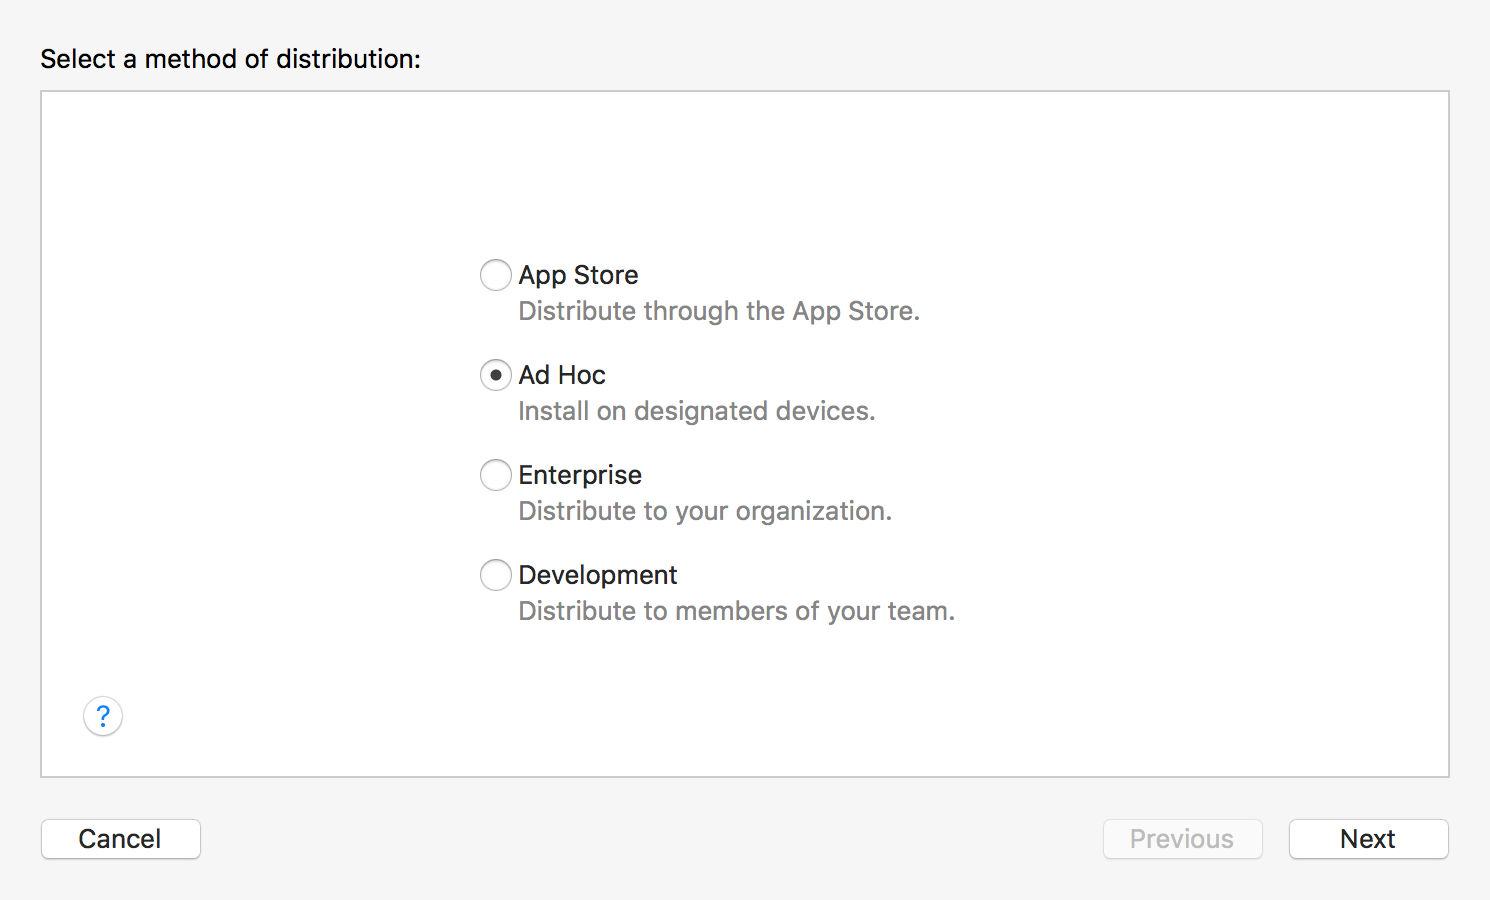 Select a method of distribution:
App Store
Distribute through the App Store.
Ad Hoc
Install on designated devices.
Enterprise
Distribute to your organization.
Development
Distribute to members of your team.
?
Cancel
Previous
Next